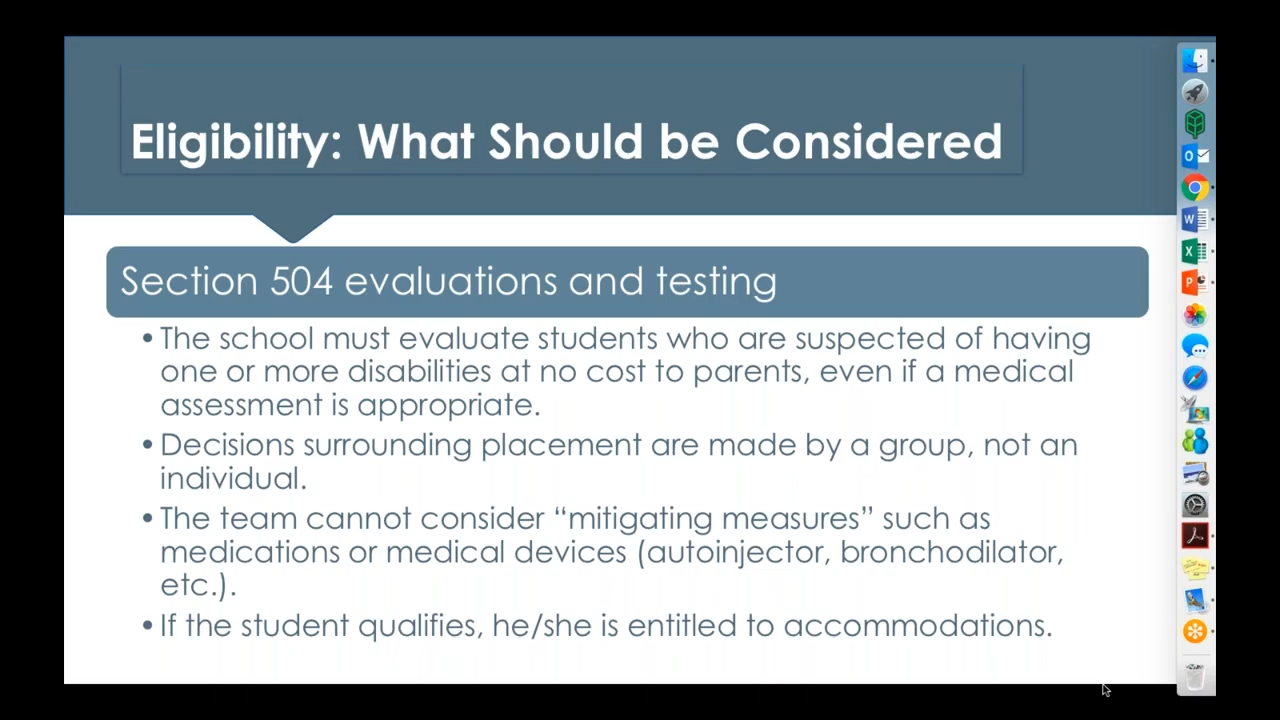 Eligibility: What Should be Considered
Section 504 evaluations and testing
• The school must evaluate students who are suspected of having
one or more disabilities at no cost to parents, even if a medical
assessment is appropriate.
• Decisions surrounding placement are made by a group, not an
individual.
• The team cannot consider “mitigating measures” such as
medications or medical devices (autoinjector, bronchodilator,
etc.).
• If the student qualifies, he/she is entitled to accommodations.